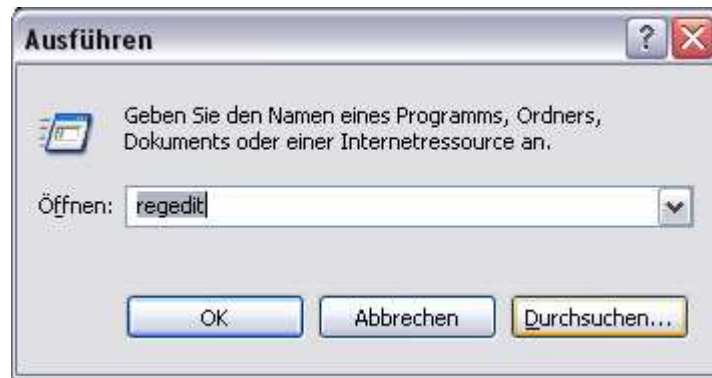 Ausführen
?
Geben Sie den Namen eines Programms, Ordners,
Dokuments oder einer Internetressource an.
Öffnen: regedit
OK Abbrechen Durchsuchen...